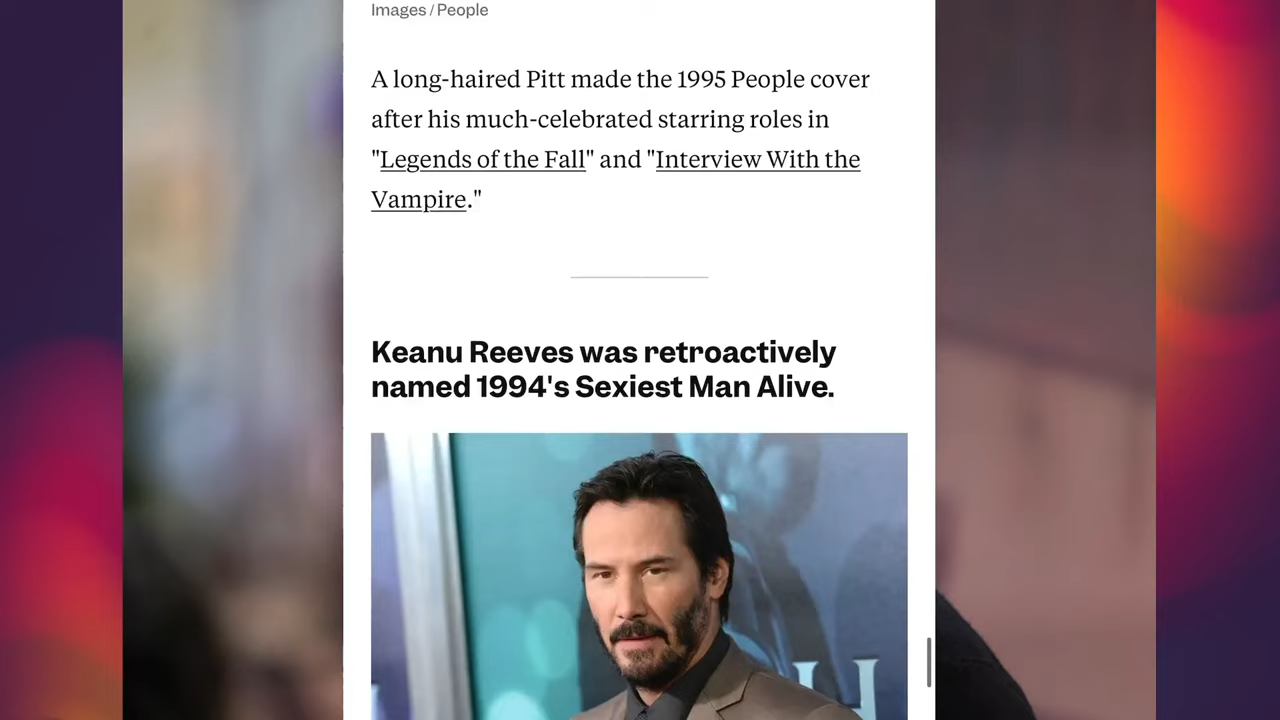 Images / People
A long-haired Pitt made the 1995 People cover
after his much-celebrated starring roles in
"Legends of the Fall" and "Interview With the
Vampire."
Keanu Reeves was retroactively
named 1994's Sexiest Man Alive.
H